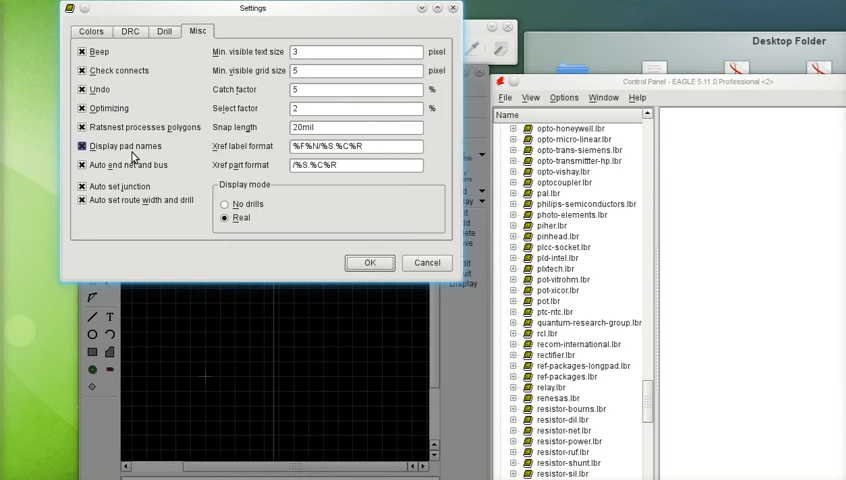 Settings
Colors DRC Drill Misc
Beep
Check connects
Undo
Optimizing
Ratsnest processes polygons
Display pad names
Auto end net and bus
Auto set junction
Auto set route width and drill
Min. visible text size 3 pixel
Min. visible grid size 5 pixel
Catch factor 5 %
Select factor 2 %
Snap length 20mil
Xref label format %F%N/%S.%C%R
Xref part format /%S.%C%R
Display mode
No drills
Real
OK Cancel
Display
Desktop Folder
Control Panel - EAGLE 5.11.0 Professional <2>
File View Options Window Help
Name
opto-honeywell.lbr
opto-micro-linear.lbr
opto-trans-siemens.lbr
opto-transmittter-hp.lbr
opto-vishay.lbr
optocoupler.lbr
pal.lbr
philips-semiconductors.lbr
photo-elements.lbr
piher.lbr
pinhead.lbr
plcc-socket.lbr
pld-intel.lbr
plxtech.lbr
pot-vitrohm.lbr
pot-xicor.lbr
pot.lbr
ptc-ntc.lbr
quantum-research-group.lbr
rcl.lbr
recom-international.lbr
rectifier.lbr
ref-packages-longpad.lbr
ref-packages.lbr
relay.lbr
renesas.lbr
resistor-bourns.lbr
resistor-dil.lbr
resistor-net.lbr
resistor-power.lbr
resistor-ruf.lbr
resistor-shunt.lbr
resistor-sil.lbr